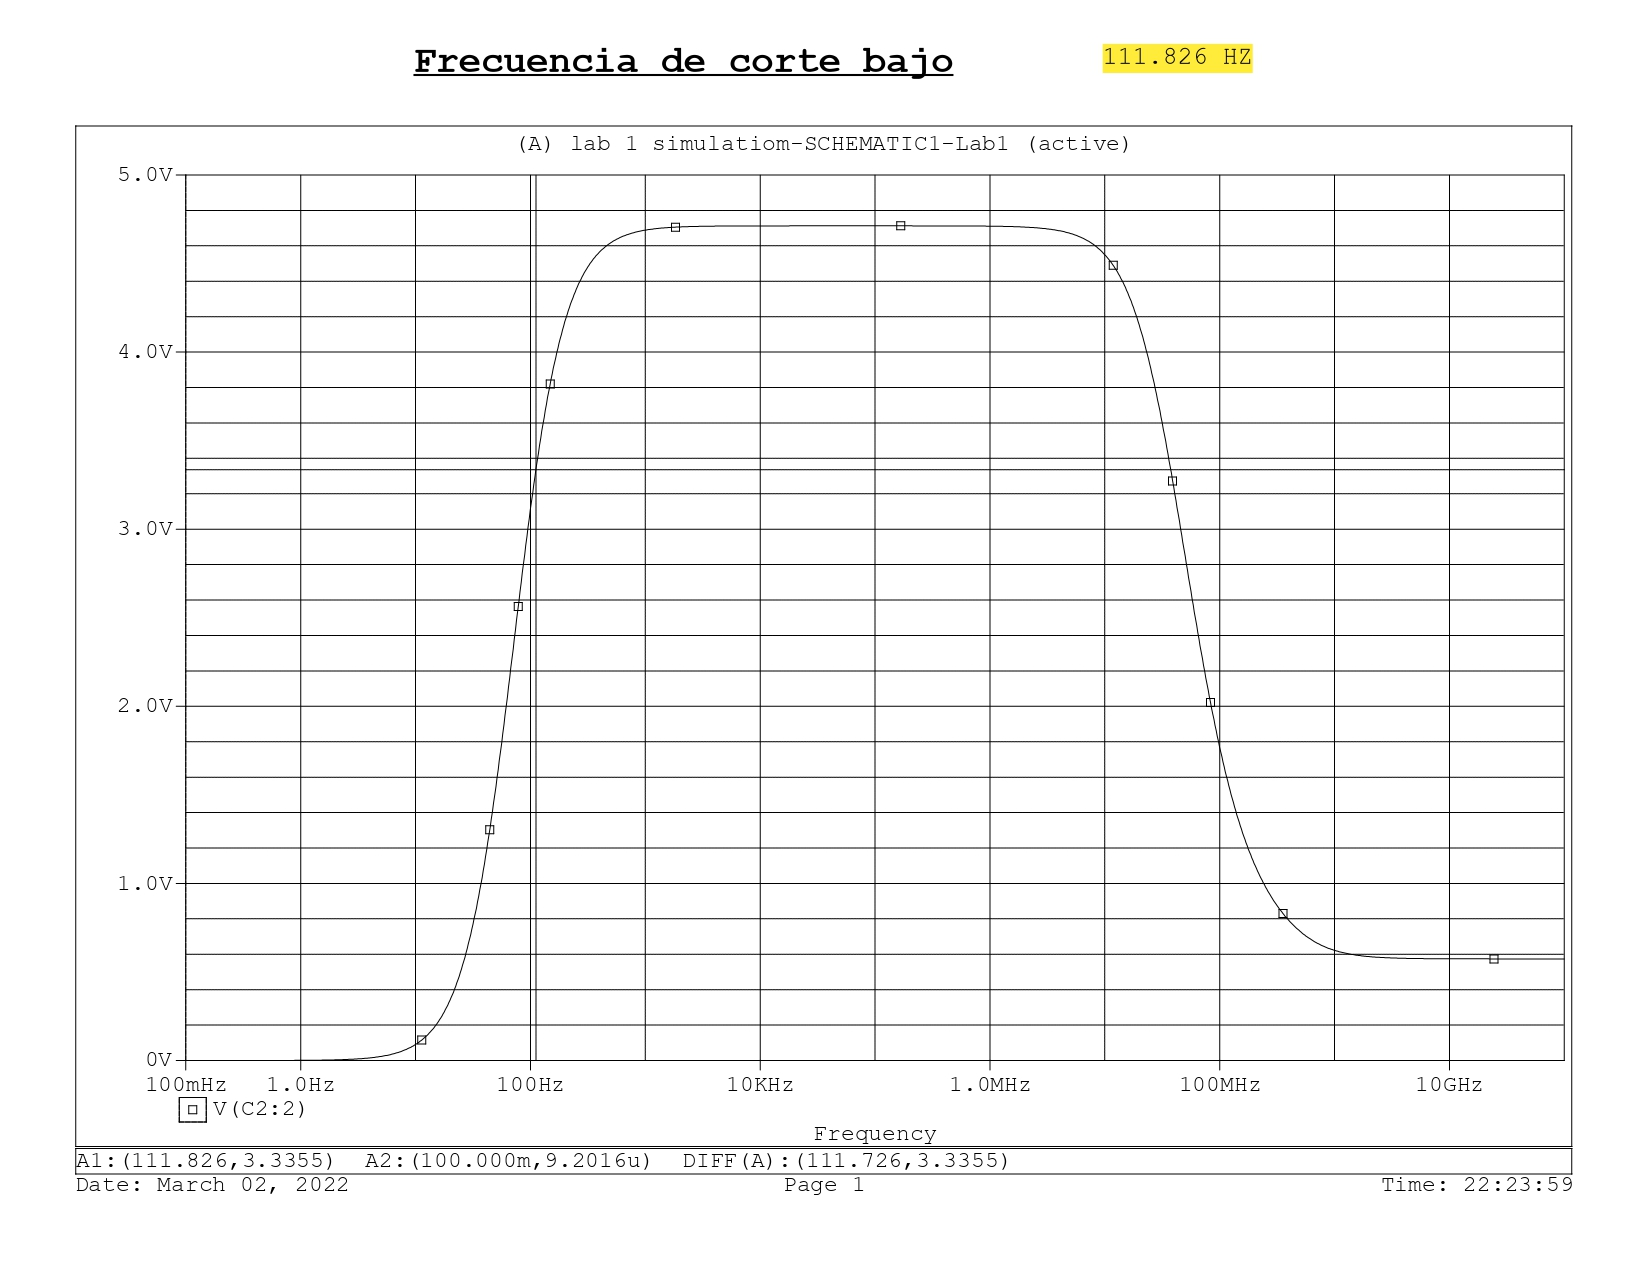 Frecuencia de corte bajo 111.826 HZ
(A) lab 1 simulatiom-SCHEMATIC1-Lab1 (active)
5.0V
4.0V
3.0V
2.0V
1.0V
0V
100mHz 1.0Hz 100Hz 10KHz 1.0MHz 100MHz 10GHz
V(C2:2)
Frequency
A1:(111.826,3.3355) A2:(100.000m,9.2016u) DIFF(A):(111.726,3.3355)
Date: March 02, 2022 Page 1 Time: 22:23:59